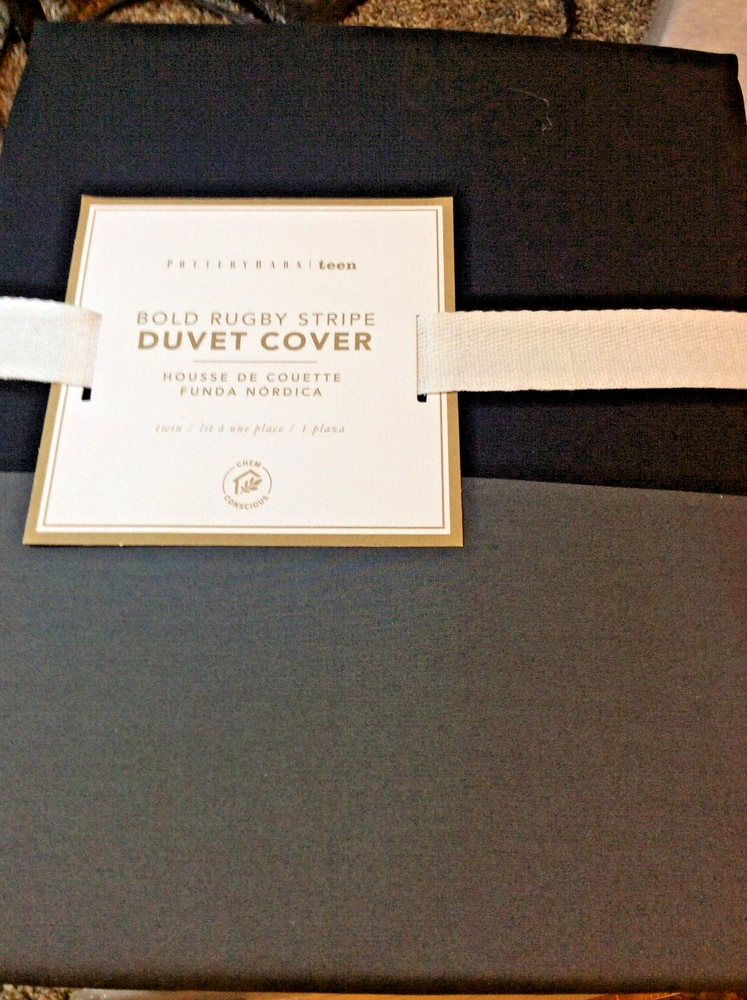 POTTERYBARN | teen
BOLD RUGBY STRIPE
DUVET COVER
HOUSSE DE COUETTE
FUNDA NÓRDICA
twin / lit à une place / 1 plaza
CHEM
CONSCIOUS